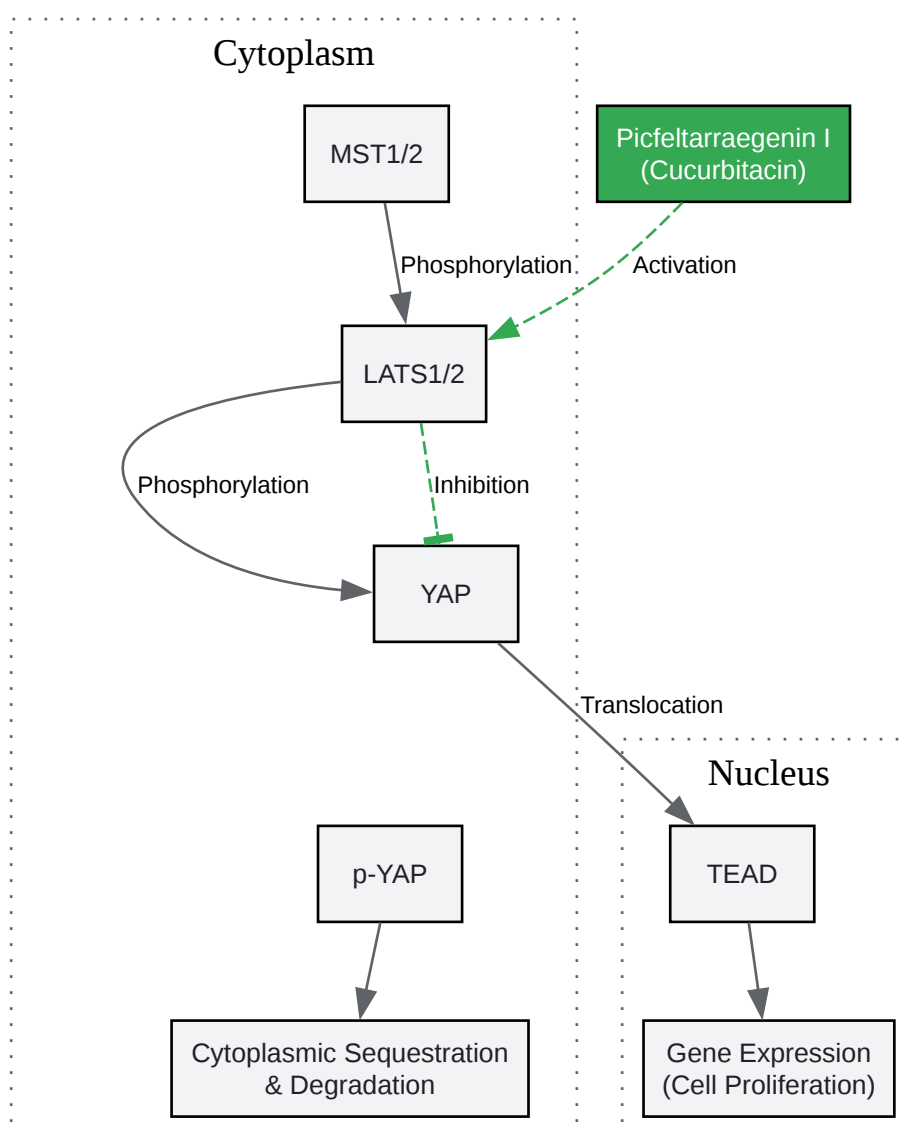 Cytoplasm
MST1/2
Picfeltarraegenin I
(Cucurbitacin)
Phosphorylation
Activation
LATS1/2
Phosphorylation
Inhibition
YAP
Translocation
Nucleus
p-YAP
TEAD
Cytoplasmic Sequestration
& Degradation
Gene Expression
(Cell Proliferation)